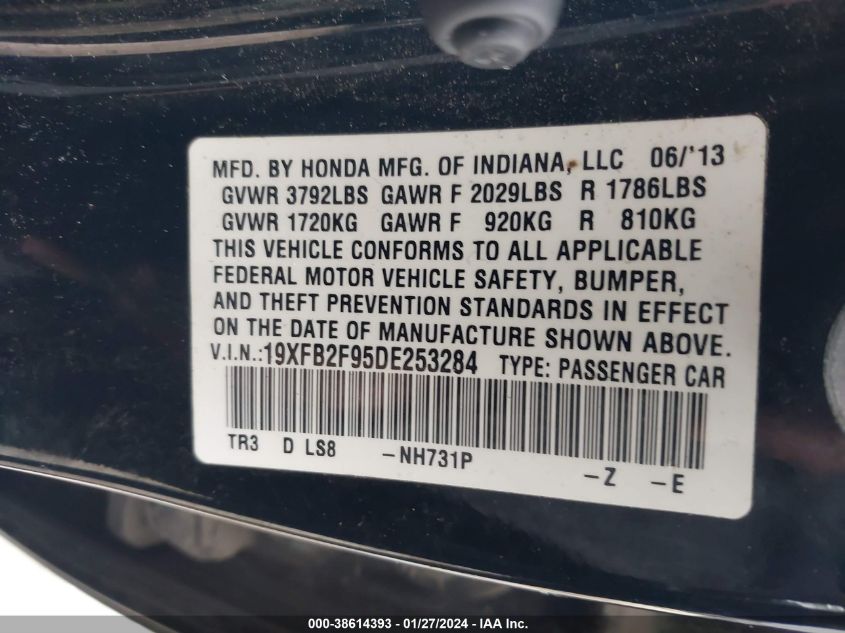 MFD. BY HONDA MFG. OF INDIANA, LLC 06/'13
GVWR 3792LBS GAWR F 2029LBS R 1786LBS
GVWR 1720KG GAWR F 920KG R 810KG
THIS VEHICLE CONFORMS TO ALL APPLICABLE
FEDERAL MOTOR VEHICLE SAFETY, BUMPER,
AND THEFT PREVENTION STANDARDS IN EFFECT
ON THE DATE OF MANUFACTURE SHOWN ABOVE.
V.I.N.:19XFB2F95DE253284 TYPE: PASSENGER CAR
TR3 D LS8 -NH731P -Z -E
000-38614393 - 01/27/2024 - IAA Inc.